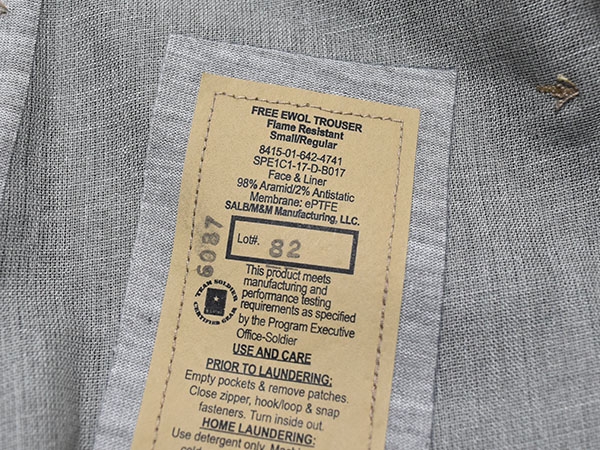 FREE EWOL TROUSER
Flame Resistant
Small/Regular
8415-01-642-4741
SPE1C1-17-D-B017
Face & Liner
98% Aramid/2% Antistatic
Membrane: ePTFE
SALB/M&M Manufacturing, LLC.
Lot#. 82
6087
This product meets
manufacturing and
performance testing
requirements as specified
by the Program Executive
Office-Soldier
TEAM SOLDIER
CERTIFIED GEAR
USE AND CARE
PRIOR TO LAUNDERING:
Empty pockets & remove patches.
Close zipper, hook/loop & snap
fasteners. Turn inside out.
HOME LAUNDERING:
Use detergent only.